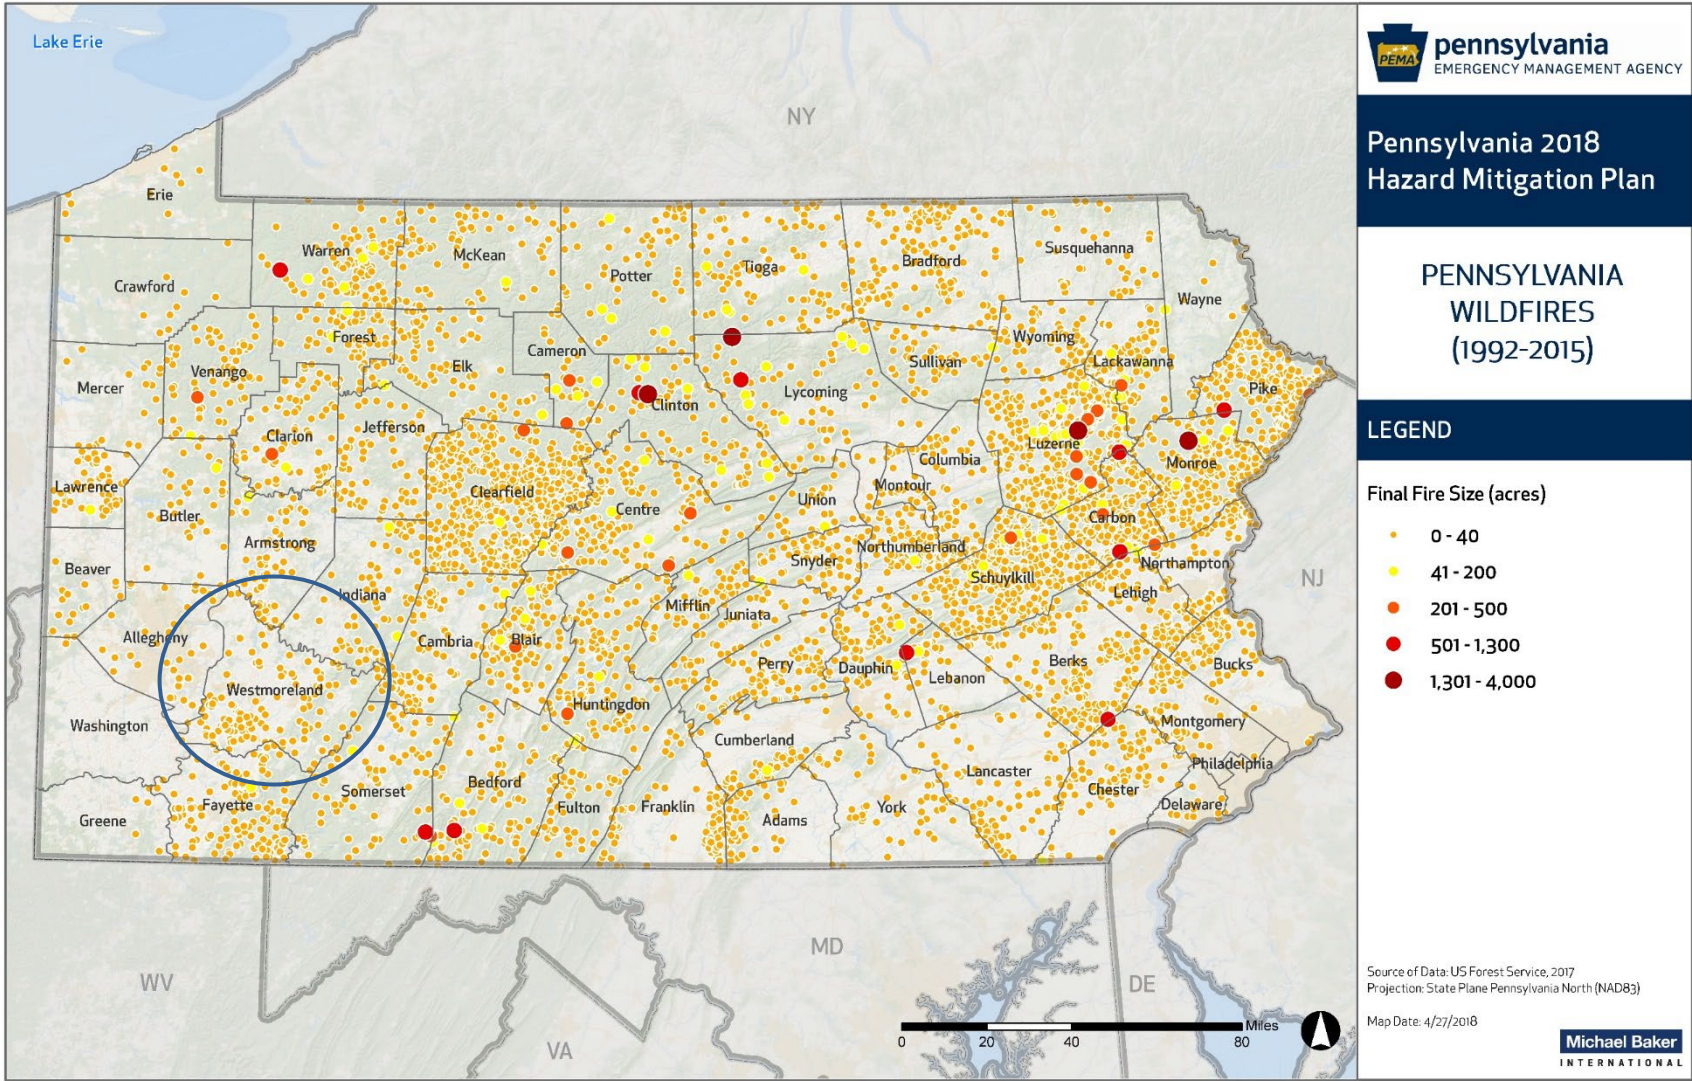 Lake Erie
NY
Erie
Warren
McKean
Susquehanna
Bradford
Tioga
Potter
Crawford
Wayne
Forest
Wyoming
Cameron
Sullivan
Lackawanna
Elk
Venango
Mercer
Pike
Lycoming
Clinton
Jefferson
Clarion
Luzerne
Columbia
Monroe
Montour
Lawrence
Clearfield
Union
Centre
Butler
Carbon
Armstrong
Northumberland
Snyder
Northampton
Beaver
Schuylkill
NJ
Lehigh
Indiana
Mifflin
Juniata
Allegheny
Cambria
Blair
Perry
Dauphin
Berks
Bucks
Lebanon
Westmoreland
Huntingdon
Washington
Montgomery
Cumberland
Philadelphia
Lancaster
Bedford
Somerset
Chester
Fayette
Fulton
Franklin
York
Delaware
Greene
Adams
MD
WV
DE
VA
Miles
0 20 40 80
PEMA
pennsylvania
EMERGENCY MANAGEMENT AGENCY
Pennsylvania 2018
Hazard Mitigation Plan
PENNSYLVANIA
WILDFIRES
(1992-2015)
LEGEND
Final Fire Size (acres)
0 - 40
41 - 200
201 - 500
501 - 1,300
1,301 - 4,000
Source of Data: US Forest Service, 2017
Projection: State Plane Pennsylvania North (NAD83)
Map Date: 4/27/2018
Michael Baker
INTERNATIONAL